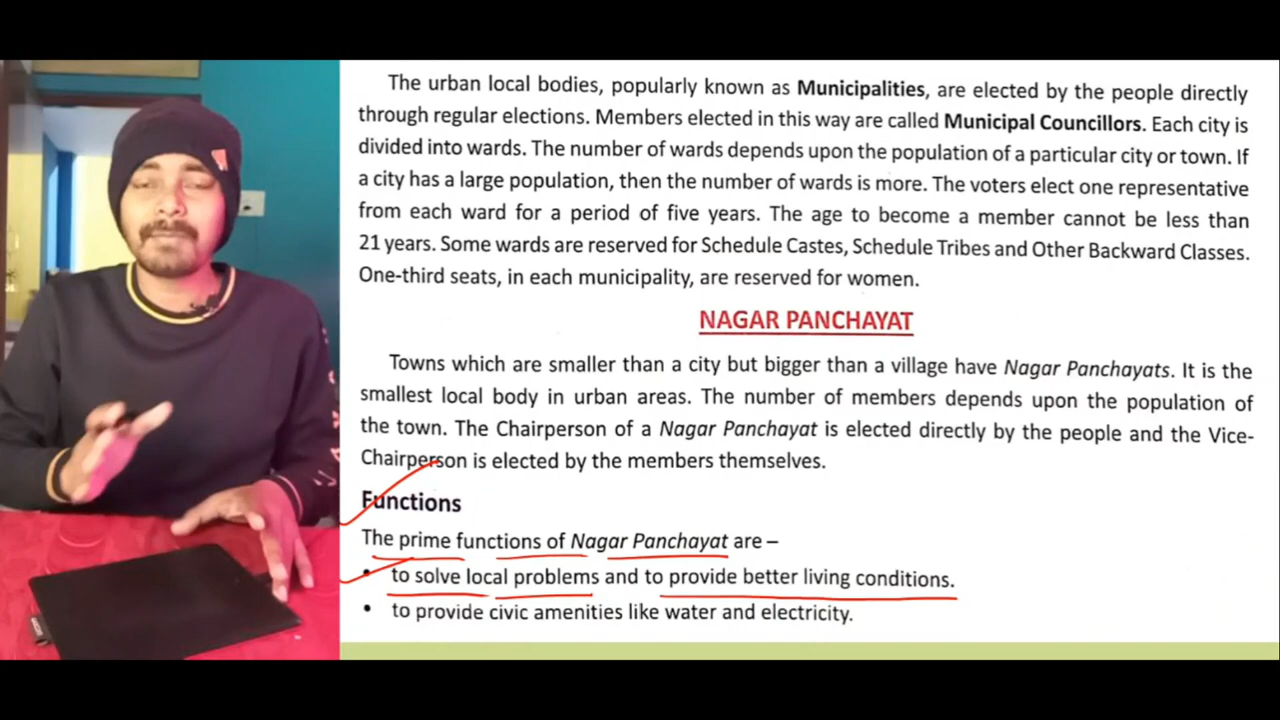 The urban local bodies, popularly known as Municipalities, are elected by the people directly
through regular elections. Members elected in this way are called Municipal Councillors. Each city is
divided into wards. The number of wards depends upon the population of a particular city or town. If
a city has a large population, then the number of wards is more. The voters elect one representative
from each ward for a period of five years. The age to become a member cannot be less than
21 years. Some wards are reserved for Schedule Castes, Schedule Tribes and Other Backward Classes.
One-third seats, in each municipality, are reserved for women.
NAGAR PANCHAYAT
Towns which are smaller than a city but bigger than a village have Nagar Panchayats. It is the
smallest local body in urban areas. The number of members depends upon the population of
the town. The Chairperson of a Nagar Panchayat is elected directly by the people and the Vice-
Chairperson is elected by the members themselves.
Functions
The prime functions of Nagar Panchayat are –
• to solve local problems and to provide better living conditions.
• to provide civic amenities like water and electricity.